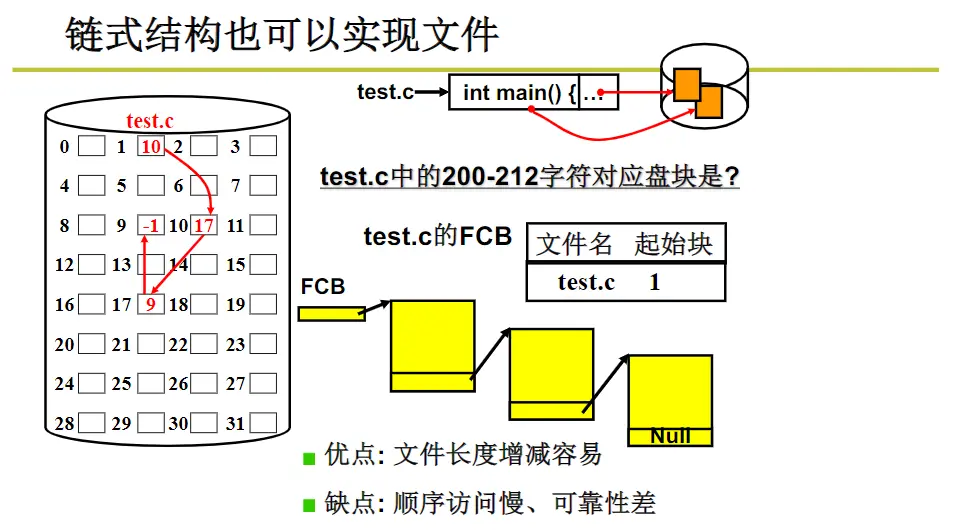 链式结构也可以实现文件
test.c int main() { ...
test.c
0 1 10 2 3
4 5 6 7
8 9 -1 10 17 11
12 13 14 15
16 17 9 18 19
20 21 22 23
24 25 26 27
28 29 30 31
test.c中的200-212字符对应盘块是?
test.c的FCB
文件名 起始块
test.c 1
FCB
Null
优点: 文件长度增减容易
缺点: 顺序访问慢、可靠性差